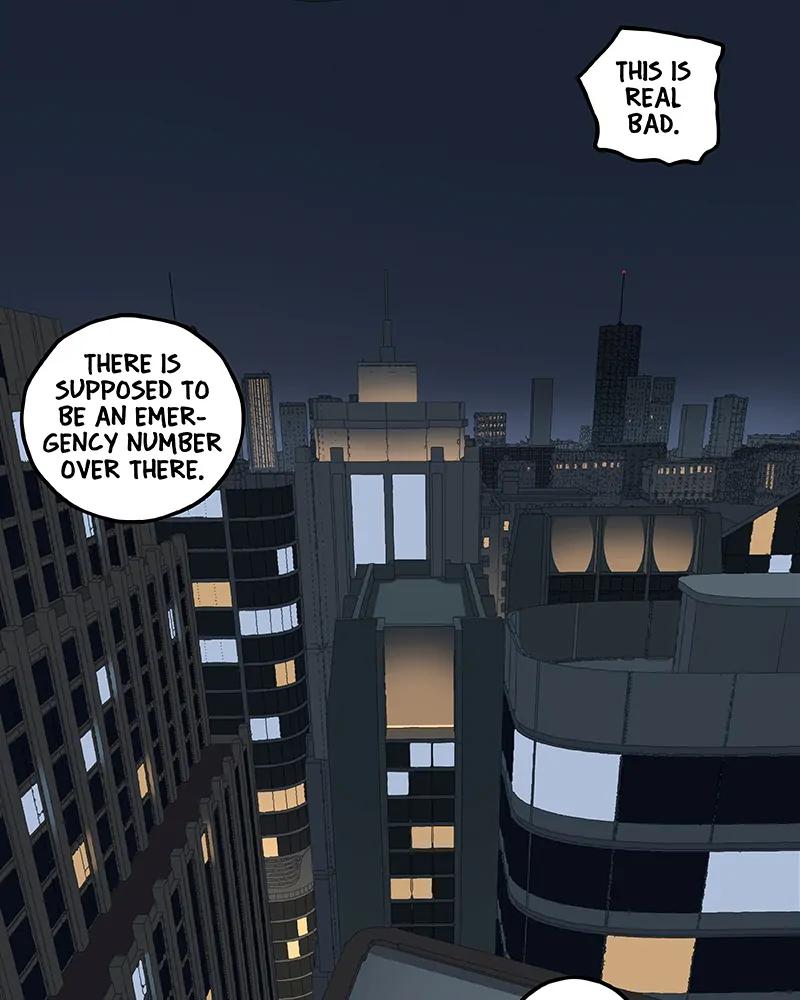 THIS IS
REAL
BAD.
THERE IS
SUPPOSED TO
BE AN EMER-
GENCY NUMBER
OVER THERE.